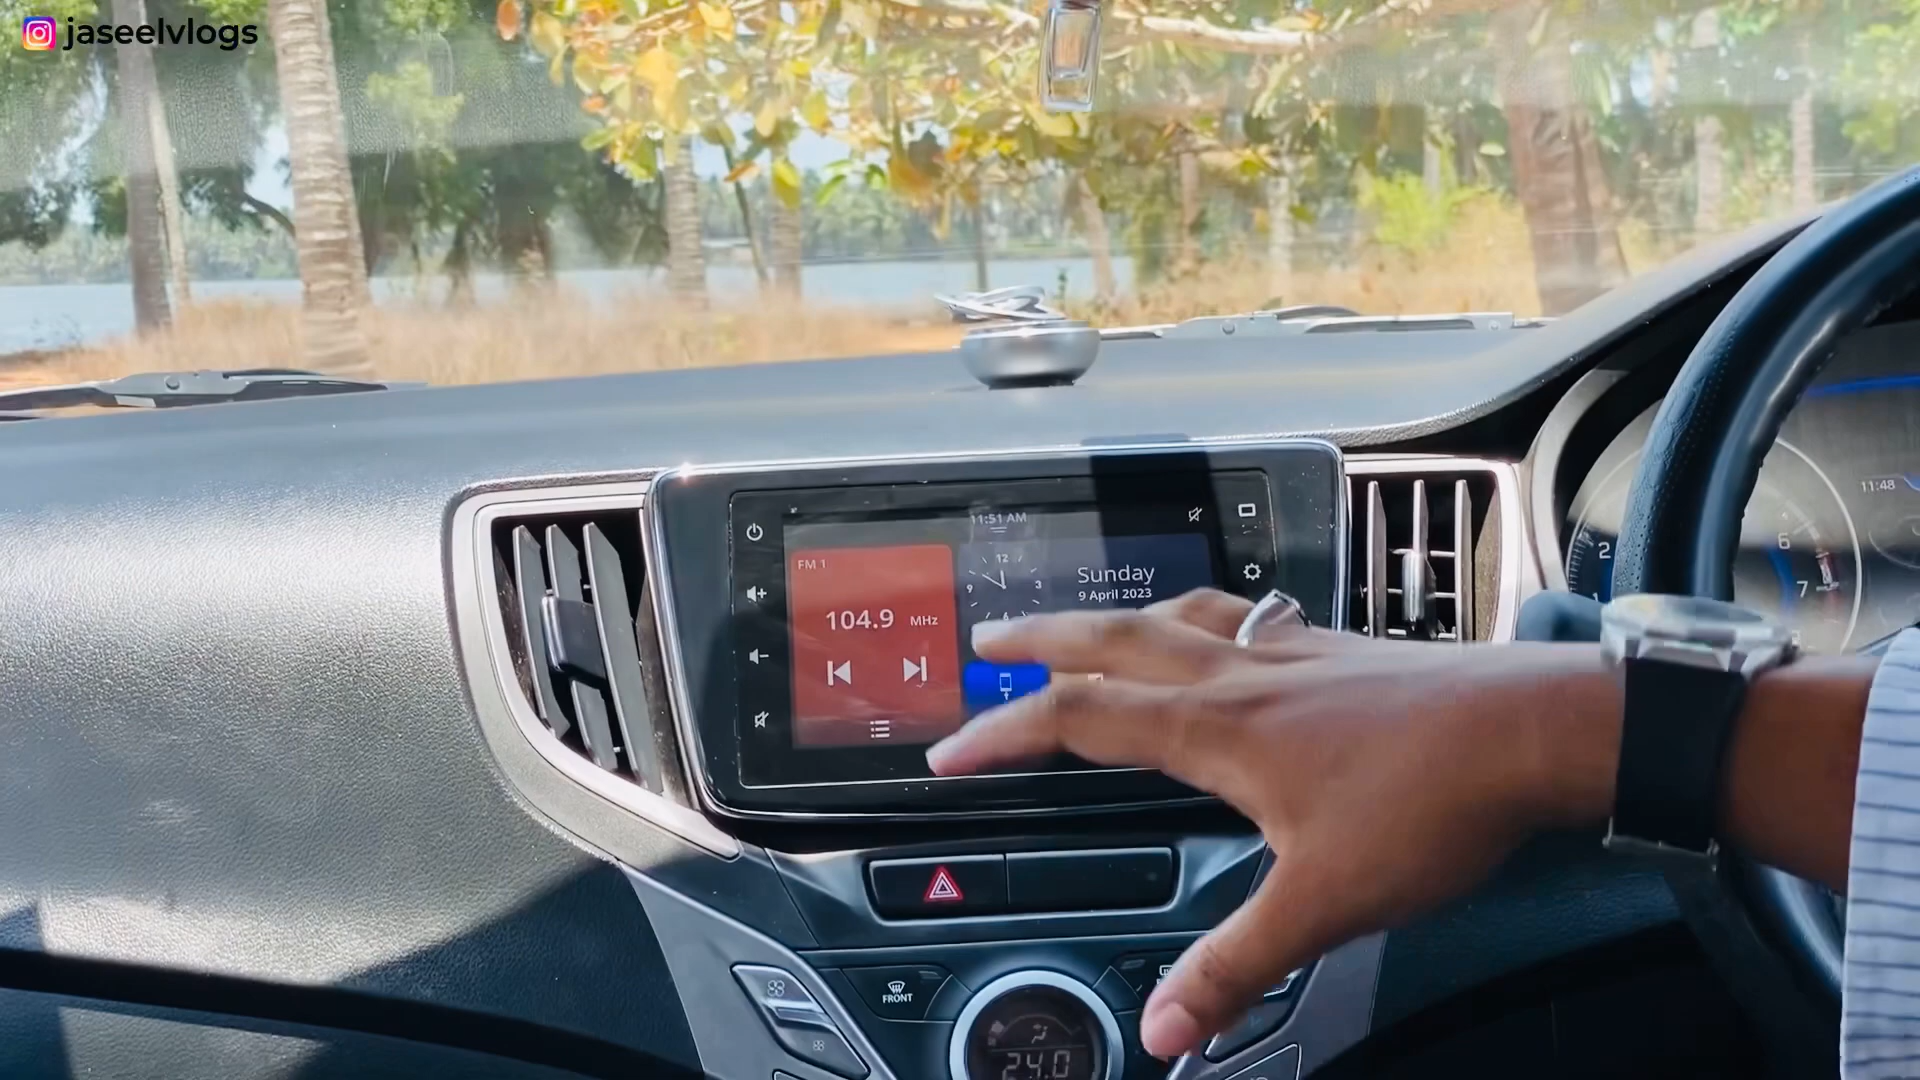 jaseelvlogs
11:51 AM
FM 1
104.9 MHz
12
3
6
9
Sunday
9 April 2023
11:48
2
1
6
7
FRONT
24.0